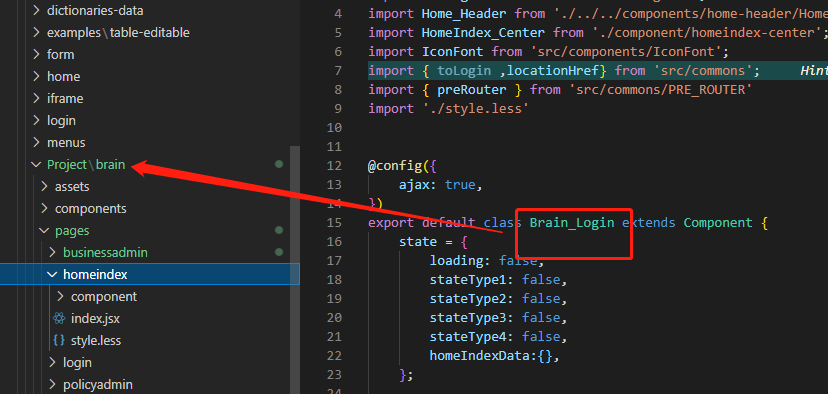 dictionaries-data
examples\table-editable
form
home
iframe
login
menus
Project\brain
assets
components
pages
businessadmin
homeindex
component
index.jsx
style.less
login
policyadmin
4 import Home_Header from './../../components/home-header/Home
5 import HomeIndex_Center from './component/homeindex-center';
6 import IconFont from 'src/components/IconFont';
7 import { toLogin ,locationHref} from 'src/commons'; Hint
8 import { preRouter } from 'src/commons/PRE_ROUTER'
9 import './style.less'
10
11
12 @config({
13 ajax: true,
14 })
15 export default class Brain_Login extends Component {
16 state = {
17 loading: false,
18 stateType1: false,
19 stateType2: false,
20 stateType3: false,
21 stateType4: false,
22 homeIndexData:{},
23 };